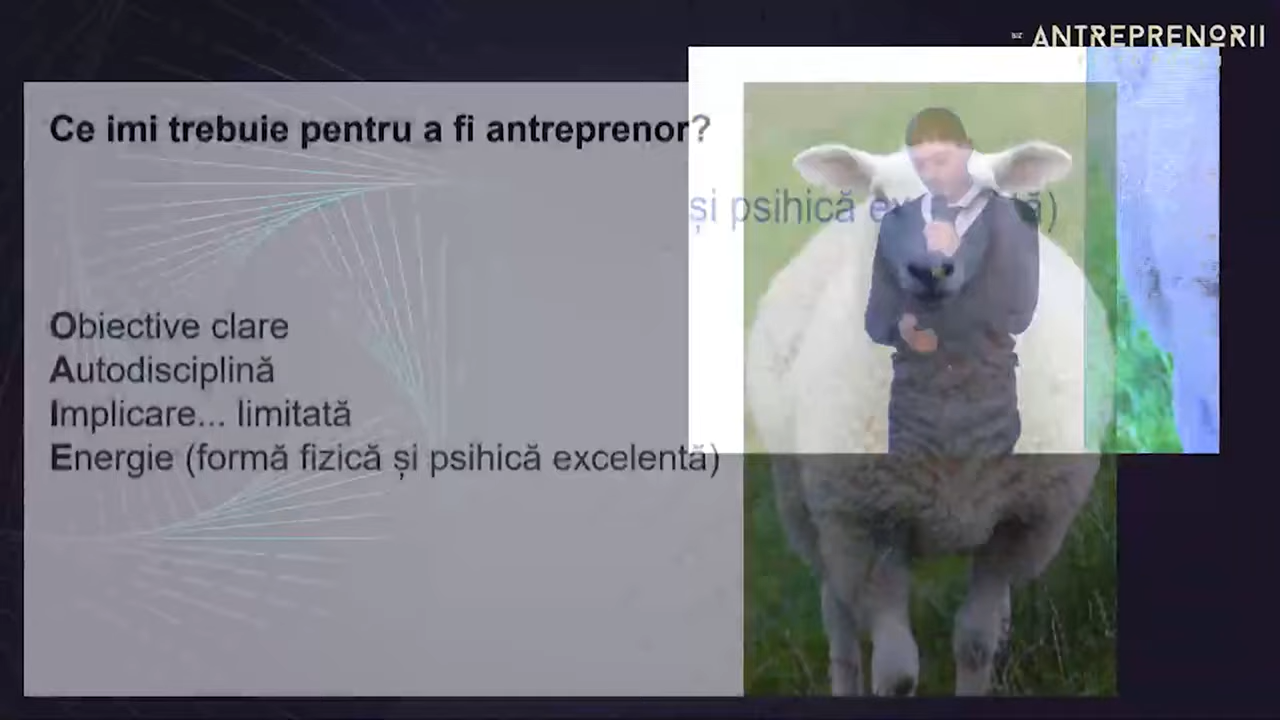 ANTREPRENORII
Ce imi trebuie pentru a fi antreprenor?
și psihică
Obiective clare
Autodisciplină
Implicare... limitată
Energie (formă fizică și psihică excelentă)